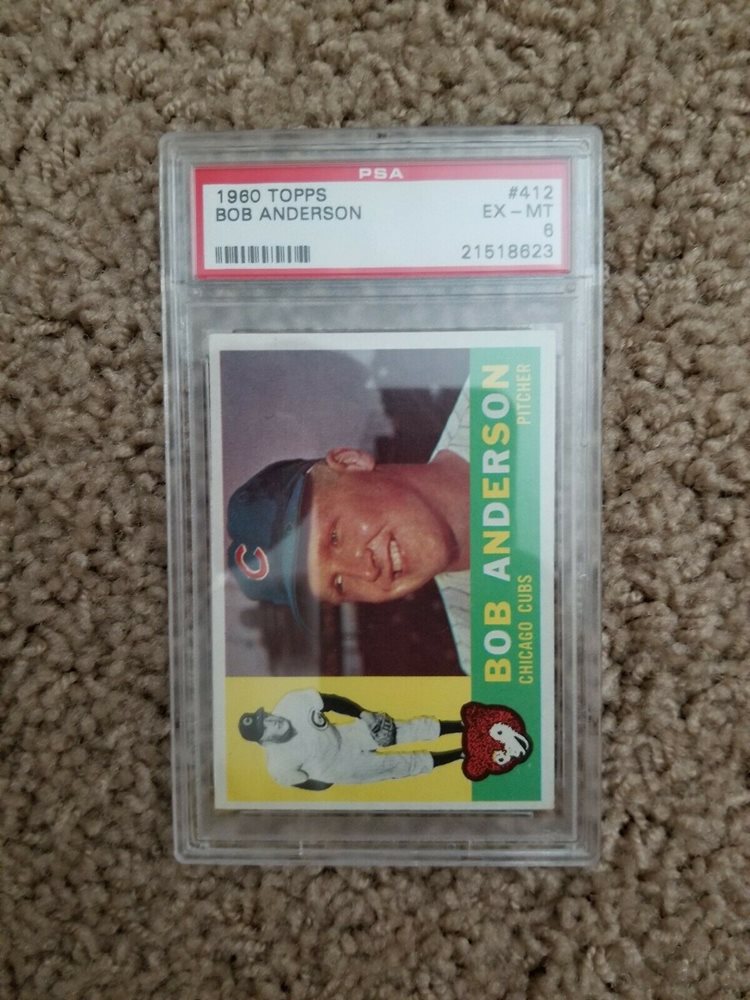 PSA
1960 TOPPS #412
BOB ANDERSON EX - MT
6
21518623
C
BOB ANDERSON
CHICAGO CUBS PITCHER
C